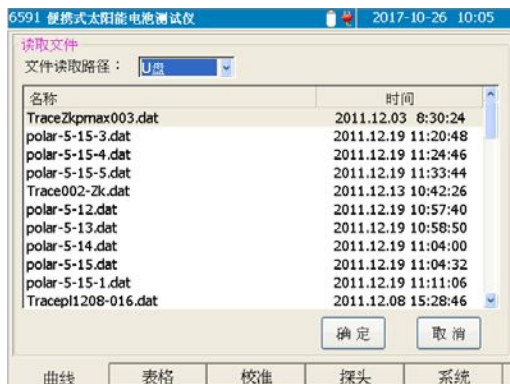 6591 便携式太阳能电池测试仪 2017-10-26 10:05
读取文件
文件读取路径： U盘
名称 时间
TraceZkpmax003.dat 2011.12.03 8:30:24
polar-5-15-3.dat 2011.12.19 11:20:48
polar-5-15-4.dat 2011.12.19 11:24:46
polar-5-15-5.dat 2011.12.19 11:33:44
Trace002-Zk.dat 2011.12.13 10:42:26
polar-5-12.dat 2011.12.19 10:57:40
polar-5-13.dat 2011.12.19 10:58:50
polar-5-14.dat 2011.12.19 11:04:00
polar-5-15.dat 2011.12.19 11:04:32
polar-5-15-1.dat 2011.12.19 11:11:06
Tracepl1208-016.dat 2011.12.08 15:28:46
确定 取消
曲线 表格 校准 探头 系统